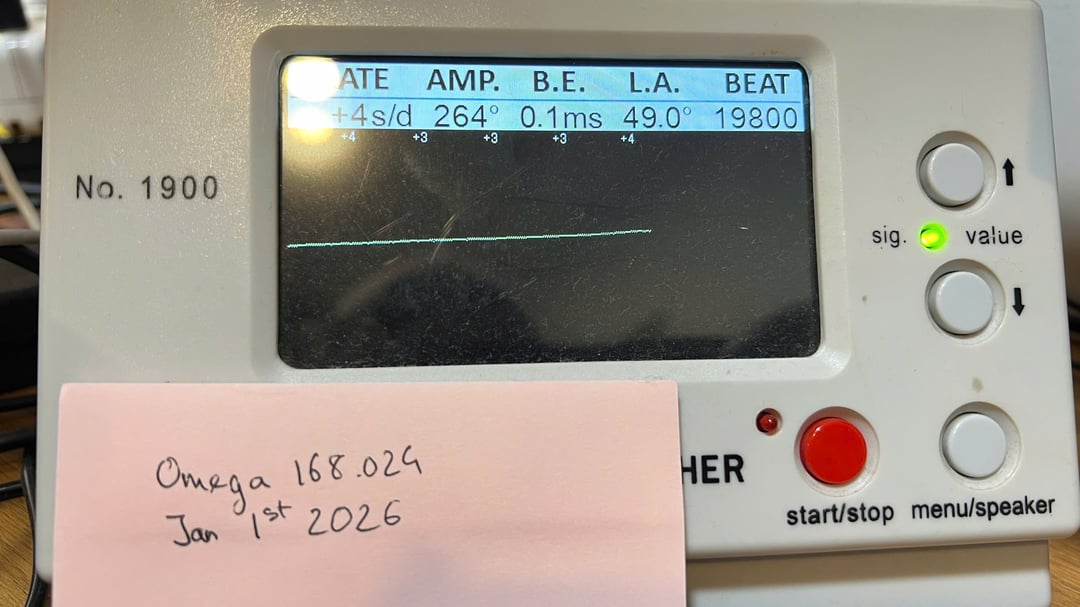 ATE AMP. B.E. L.A. BEAT
+4s/d 264° 0.1ms 49.0° 19800
+4 +3 +3 +3 +4
No. 1900
↑
sig. value
↓
HER
start/stop menu/speaker
Omega 168.024
Jan 1st 2026